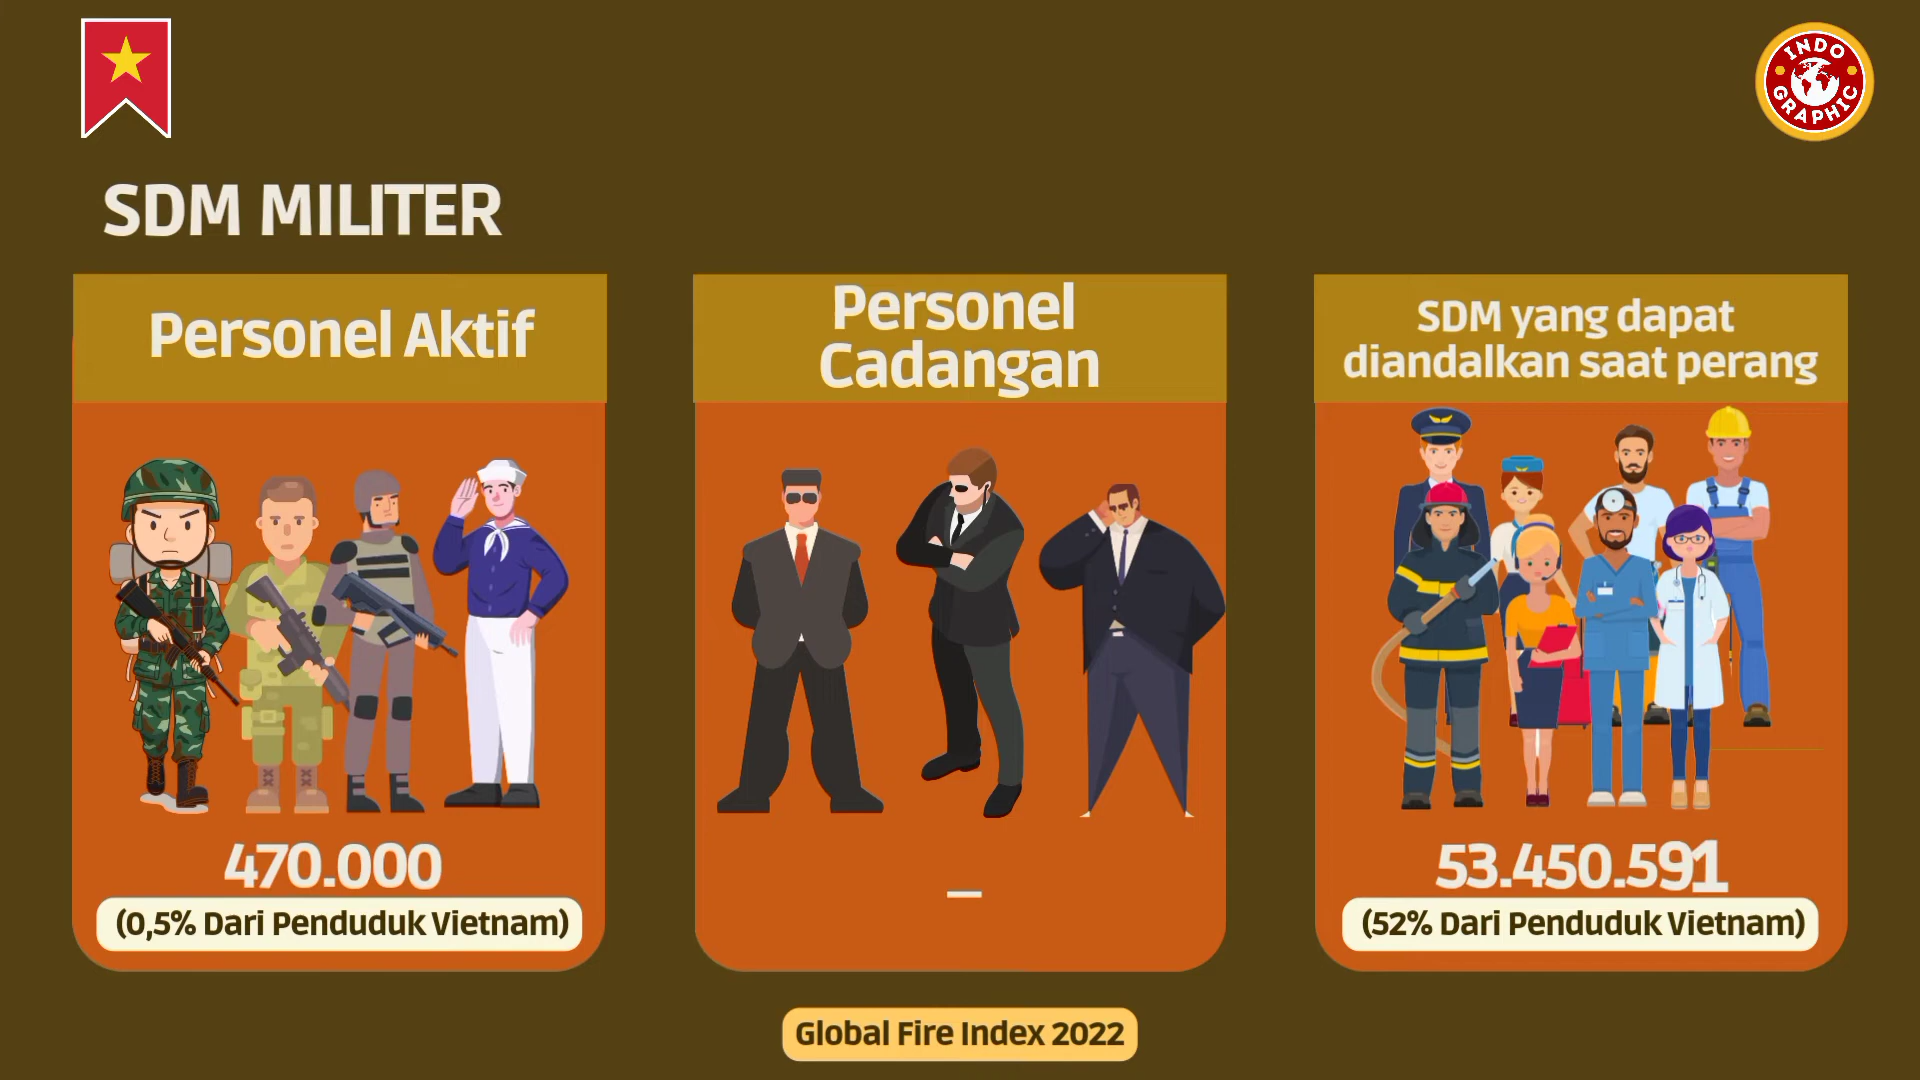 INDO
GRAPHIC
SDM MILITER
Personel Aktif
470.000
(0,5% Dari Penduduk Vietnam)
Personel
Cadangan
–
SDM yang dapat
diandalkan saat perang
53.450.591
(52% Dari Penduduk Vietnam)
Global Fire Index 2022